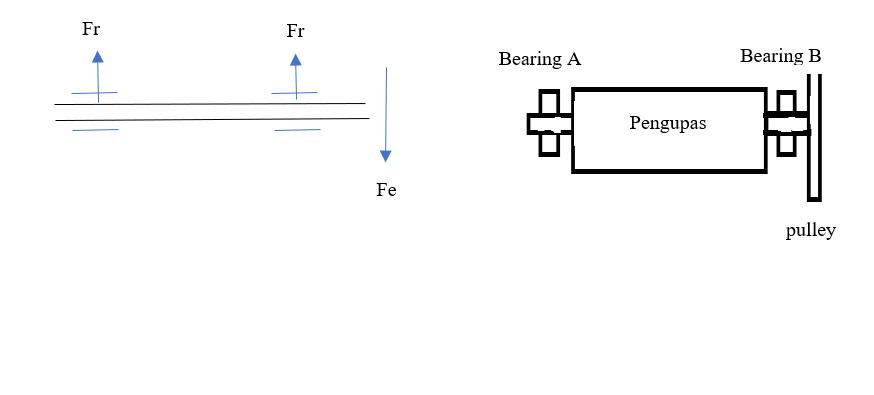 Fr
Fr
Fe
Bearing A
Bearing B
Pengupas
pulley